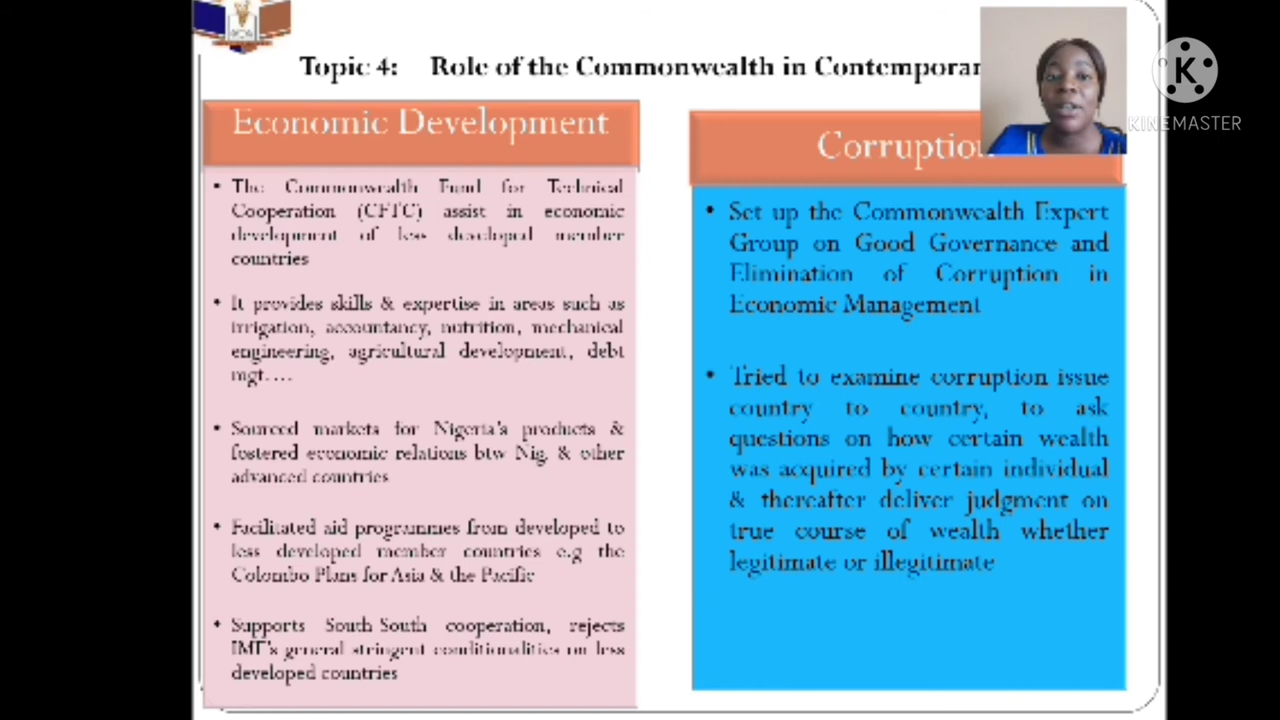 Topic 4: Role of the Commonwealth in Contemporar
Economic Development
• The Commonwealth Fund for Technical
Cooperation (CFTC) assist in economic
development of less developed member
countries
• It provides skills & expertise in areas such as
irrigation, accountancy, nutrition, mechanical
engineering, agricultural development, debt
mgt....
• Sourced markets for Nigeria's products &
fostered economic relations btw Nig. & other
advanced countries
• Facilitated aid programmes from developed to
less developed member countries e.g the
Colombo Plans for Asia & the Pacific
• Supports South-South cooperation, rejects
IMF's general stringent conditionalities on less
developed countries
Corruption
• Set up the Commonwealth Expert
Group on Good Governance and
Elimination of Corruption in
Economic Management
• Tried to examine corruption issue
country to country, to ask
questions on how certain wealth
was acquired by certain individual
& thereafter deliver judgment on
true course of wealth whether
legitimate or illegitimate
K
KINEMASTER